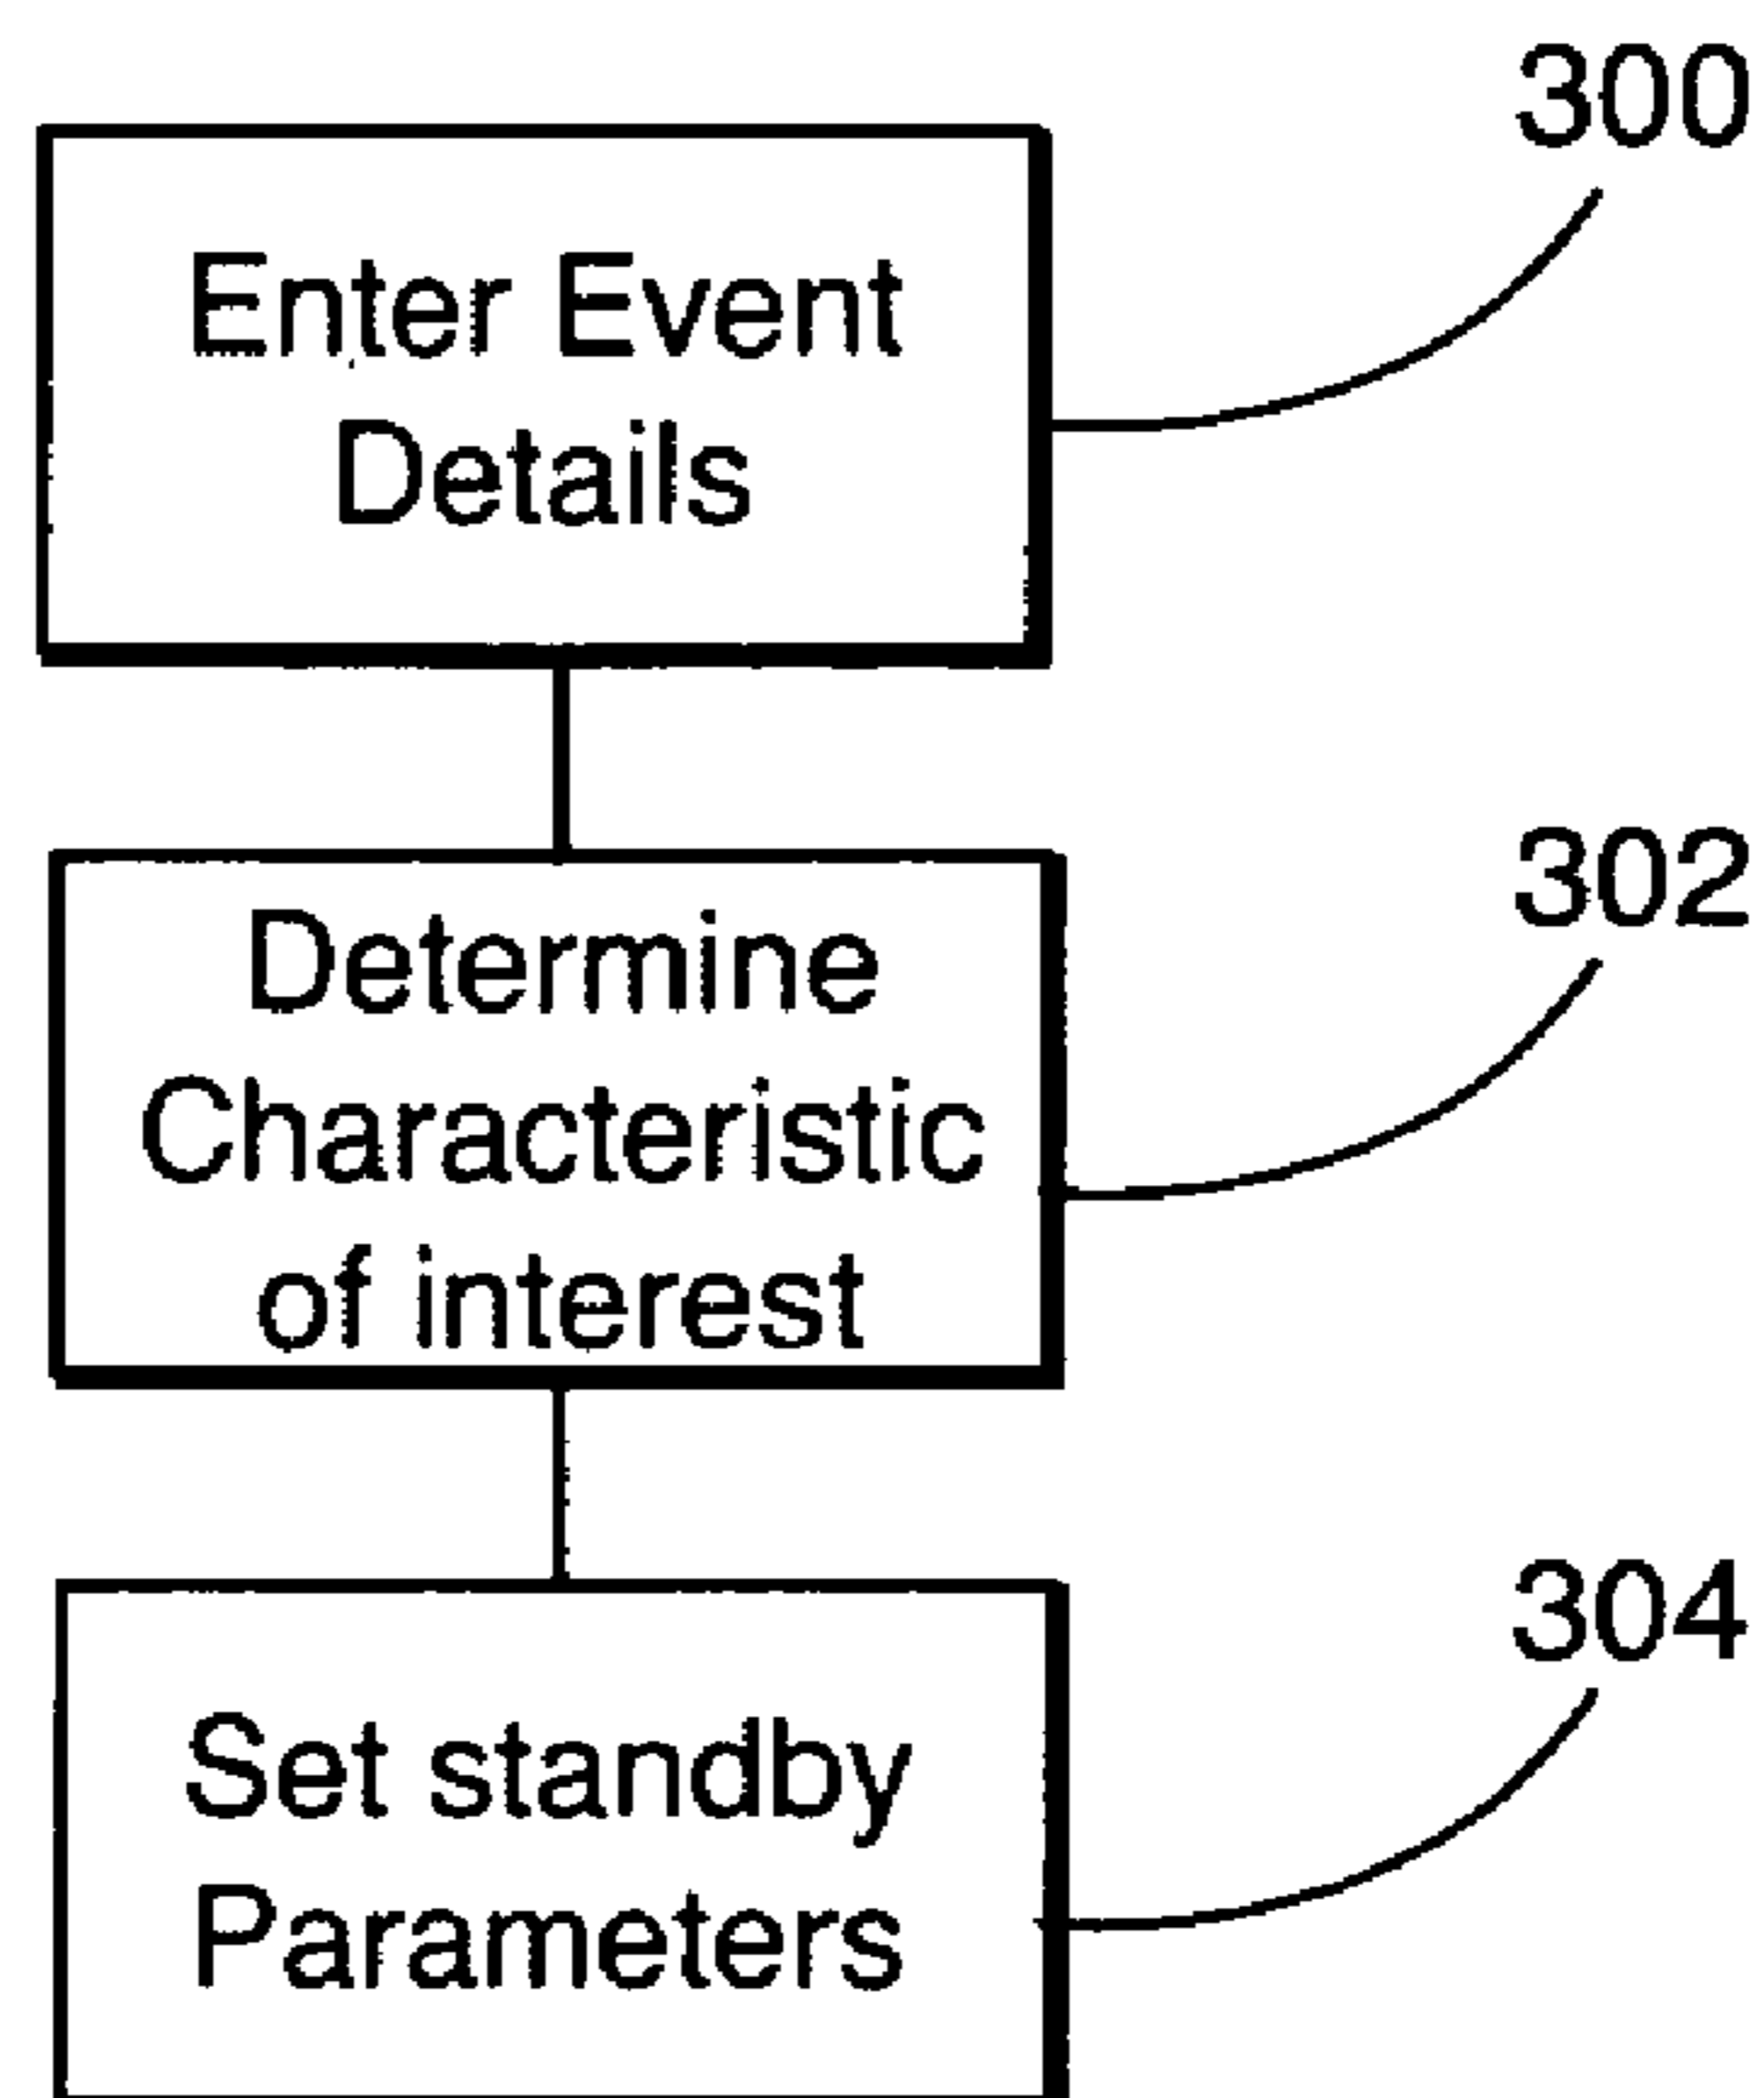 300
Enter Event
Details
302
Determine
Characteristic
of interest
304
Set standby
Parameters